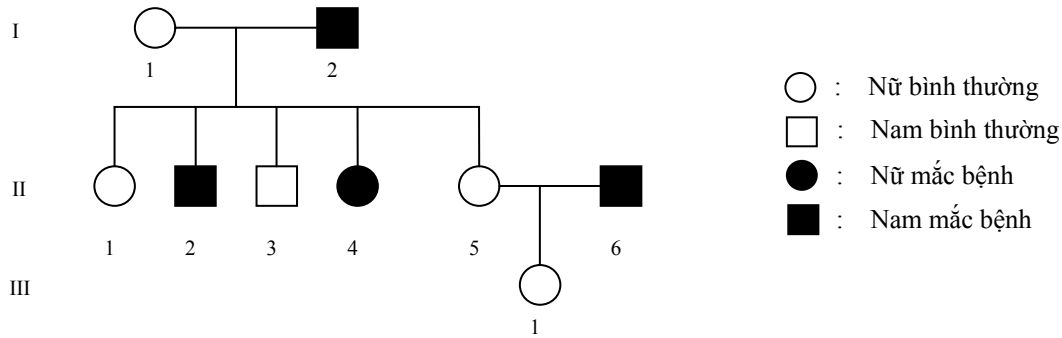 I
1 2
: Nữ bình thường
: Nam bình thường
: Nữ mắc bệnh
: Nam mắc bệnh
II
1 2 3 4 5 6
III
1